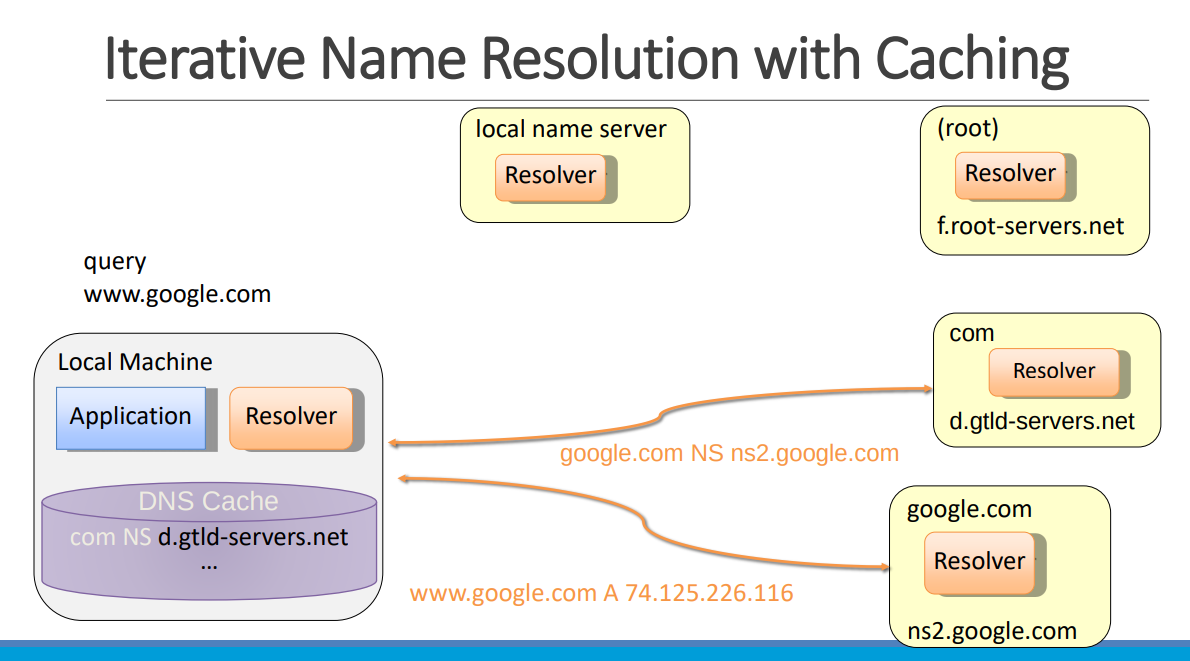 Iterative Name Resolution with Caching
local name server
Resolver
(root)
Resolver
f.root-servers.net
query
www.google.com
Local Machine
Application
Resolver
DNS Cache
com NS d.gtld-servers.net
...
com
Resolver
d.gtld-servers.net
google.com NS ns2.google.com
google.com
Resolver
ns2.google.com
www.google.com A 74.125.226.116